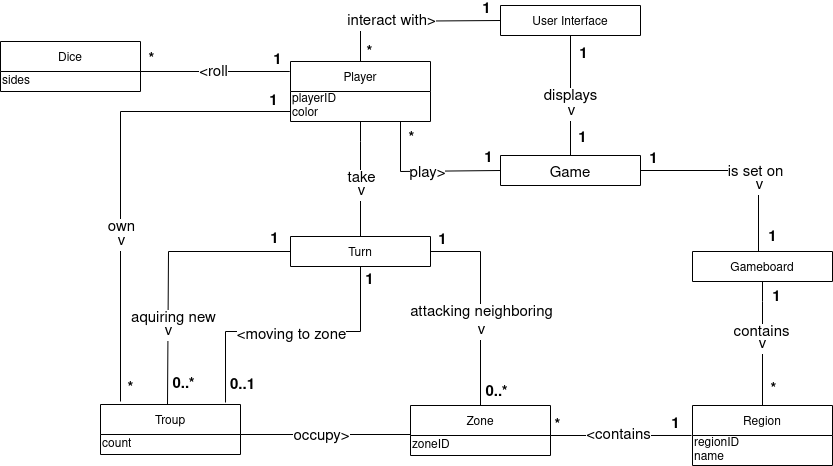 interact with>
1
User Interface
*
Dice
*
<roll
1
Player
1
sides
1
playerID
color
displays
v
*
1
take
v
play>
1
Game
1
is set on
v
own
v
1
Turn
1
1
1
Gameboard
1
aquiring new
v
<moving to zone
attacking neighboring
v
contains
v
*
0..*
0..1
0..*
*
Troup
count
occupy>
Zone
zoneID
*
<contains
1
Region
regionID
name